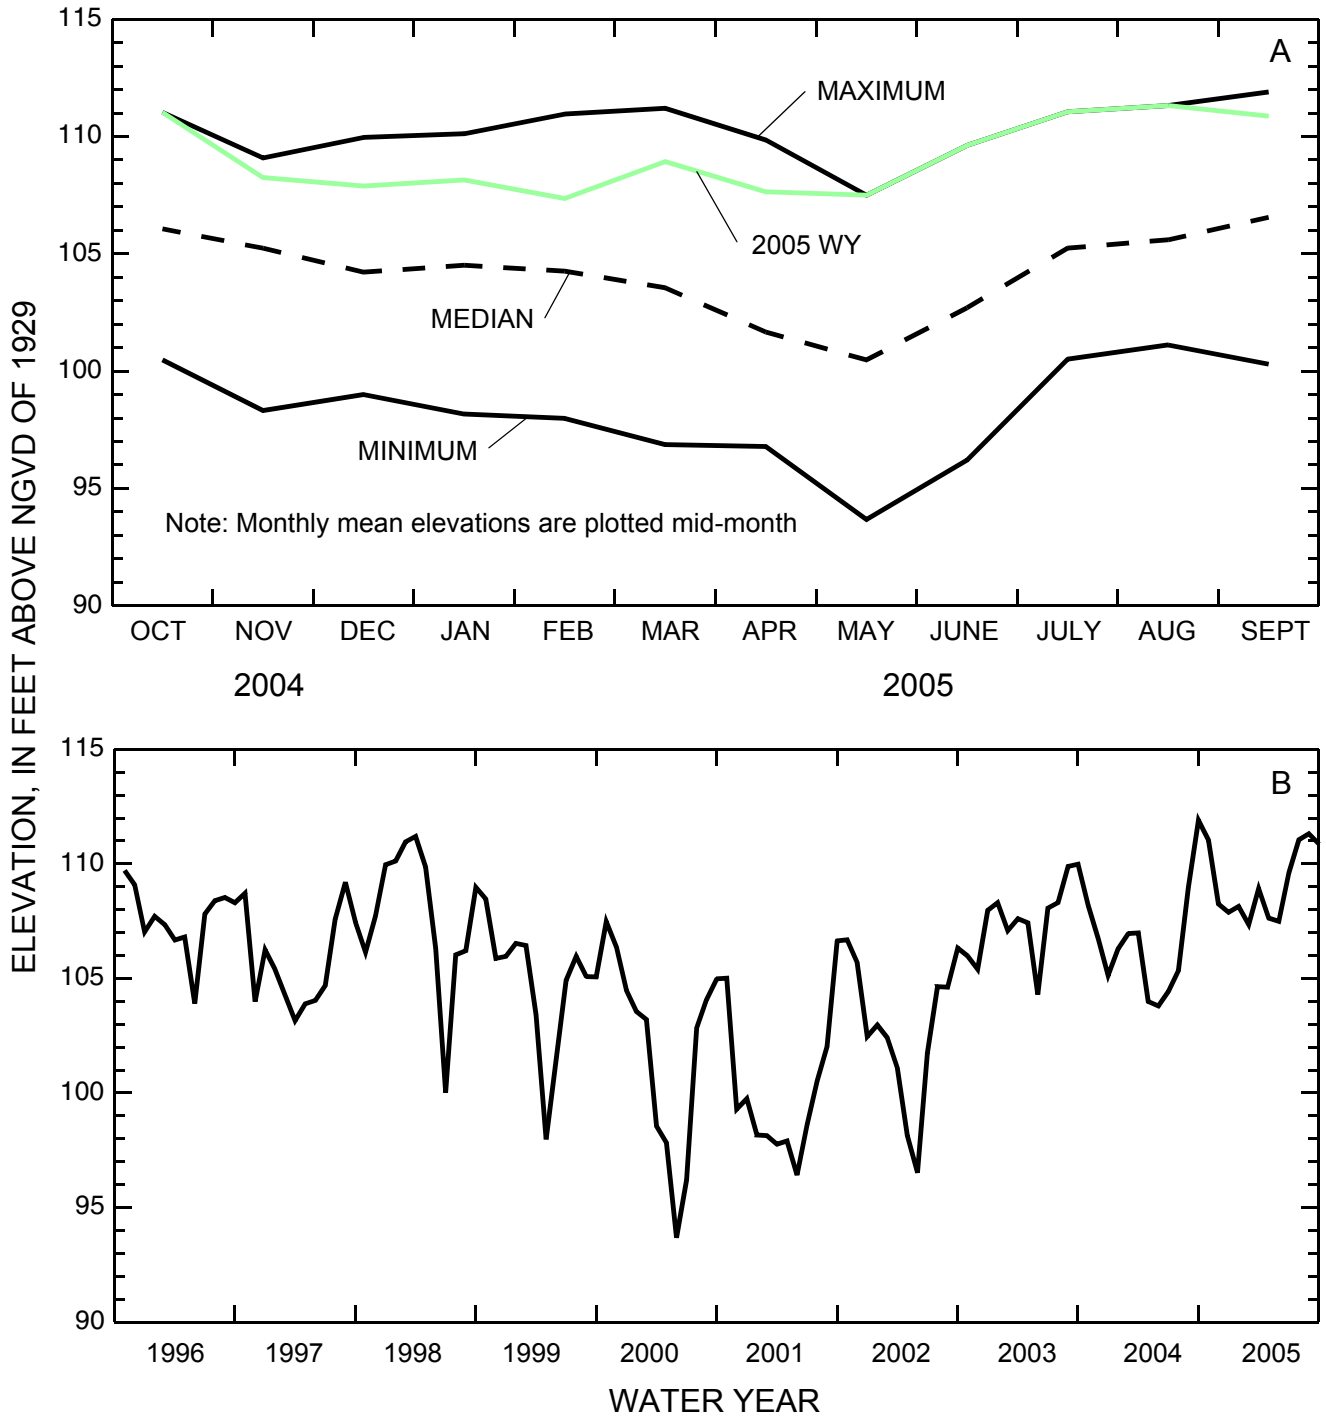 ELEVATION, IN FEET ABOVE NGVD OF 1929
115
A
110
105
100
95
90
MAXIMUM
2005 WY
MEDIAN
MINIMUM
Note: Monthly mean elevations are plotted mid-month
OCT NOV DEC JAN FEB MAR APR MAY JUNE JULY AUG SEPT
2004 2005
115
B
110
105
100
95
90
1996 1997 1998 1999 2000 2001 2002 2003 2004 2005
WATER YEAR